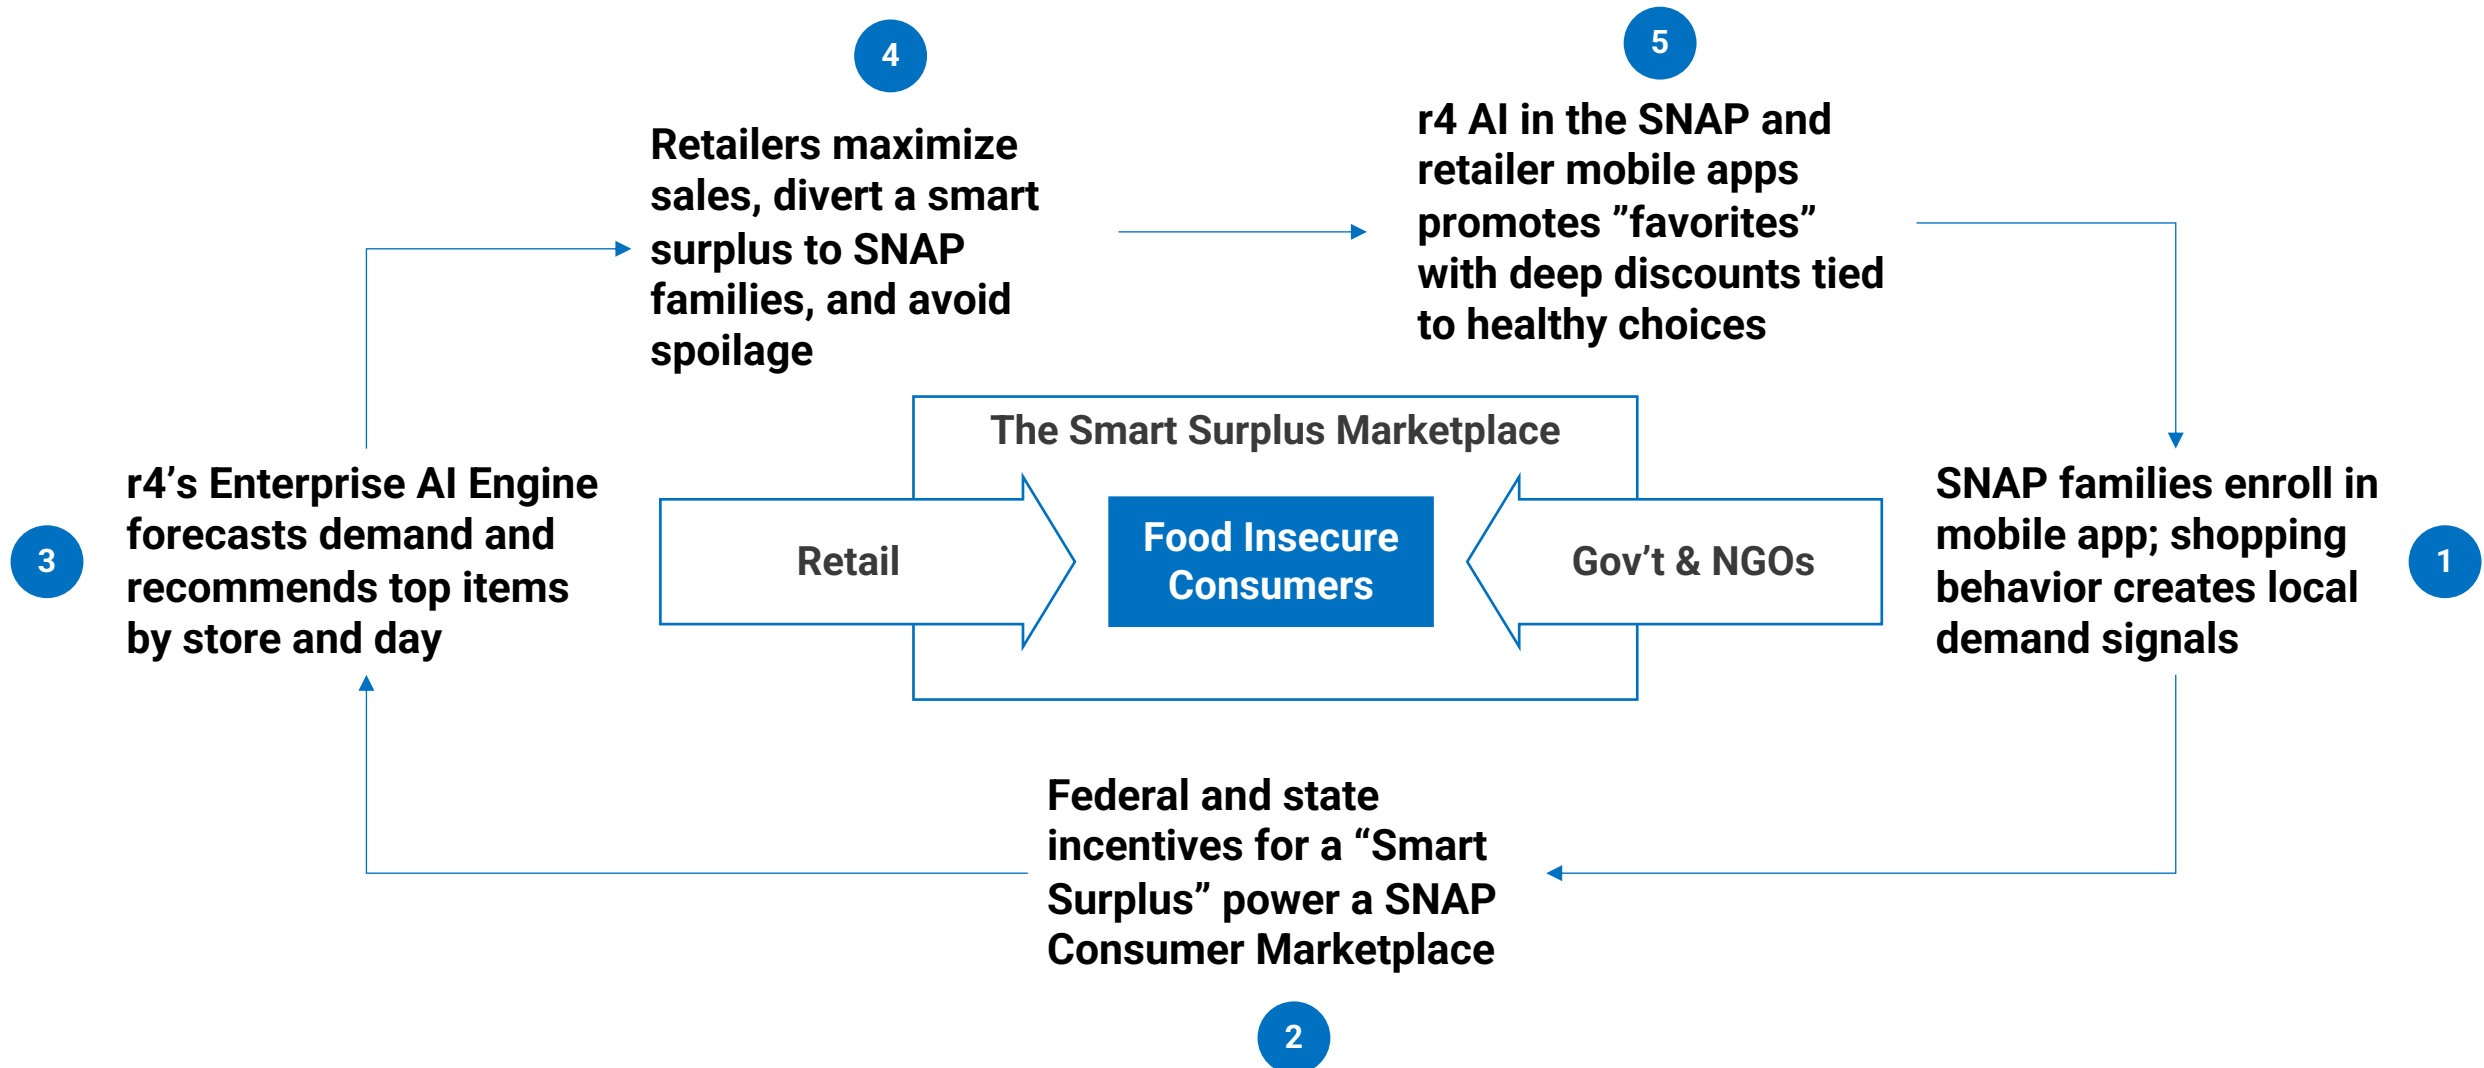 4
Retailers maximize
sales, divert a smart
surplus to SNAP
families, and avoid
spoilage
5
r4 AI in the SNAP and
retailer mobile apps
promotes ”favorites”
with deep discounts tied
to healthy choices
3
r4’s Enterprise AI Engine
forecasts demand and
recommends top items
by store and day
The Smart Surplus Marketplace
Retail
Food Insecure
Consumers
Gov’t & NGOs
SNAP families enroll in
mobile app; shopping
behavior creates local
demand signals
1
Federal and state
incentives for a “Smart
Surplus” power a SNAP
Consumer Marketplace
2